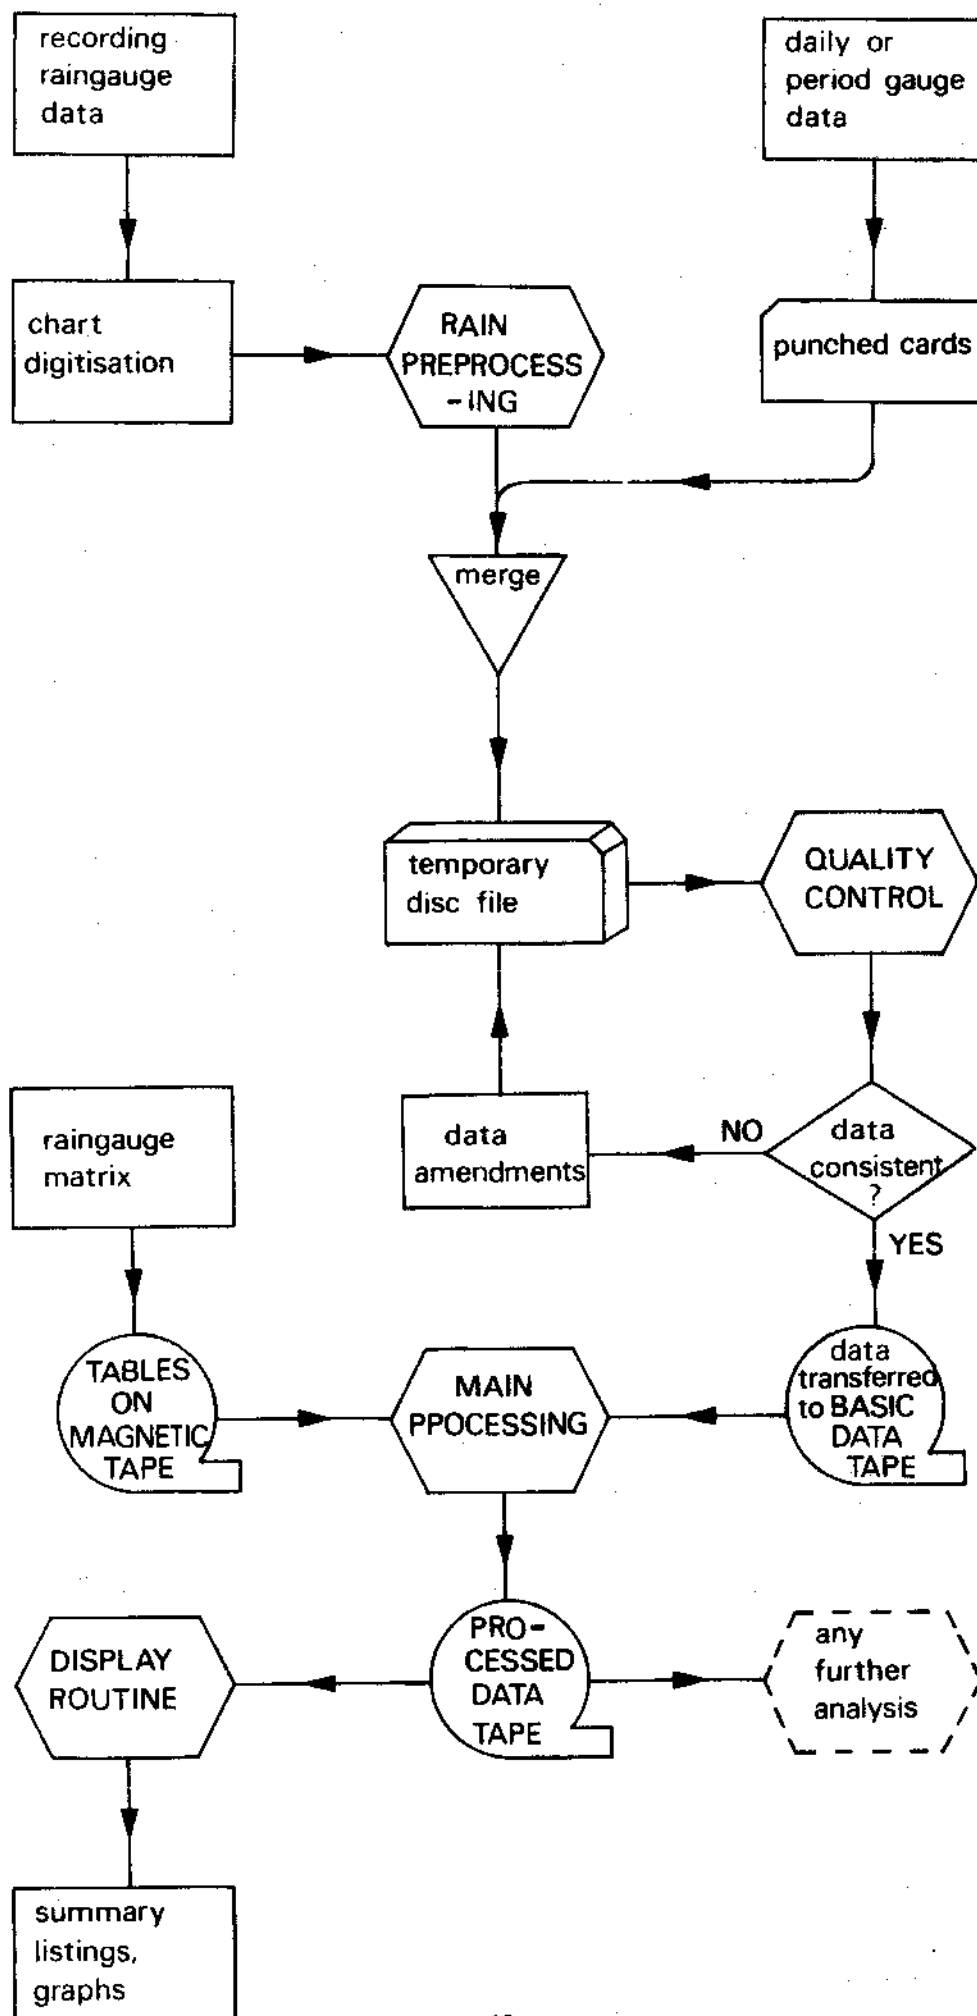 recording
raingauge
data
daily or
period gauge
data
chart
digitisation
RAIN
PREPROCESS
-ING
punched cards
merge
temporary
disc file
QUALITY
CONTROL
raingauge
matrix
data
amendments
NO
data
consistent
?
YES
TABLES
ON
MAGNETIC
TAPE
MAIN
PPOCESSING
data
transferred
to BASIC
DATA
TAPE
DISPLAY
ROUTINE
PRO-
CESSED
DATA
TAPE
any
further
analysis
summary
listings,
graphs